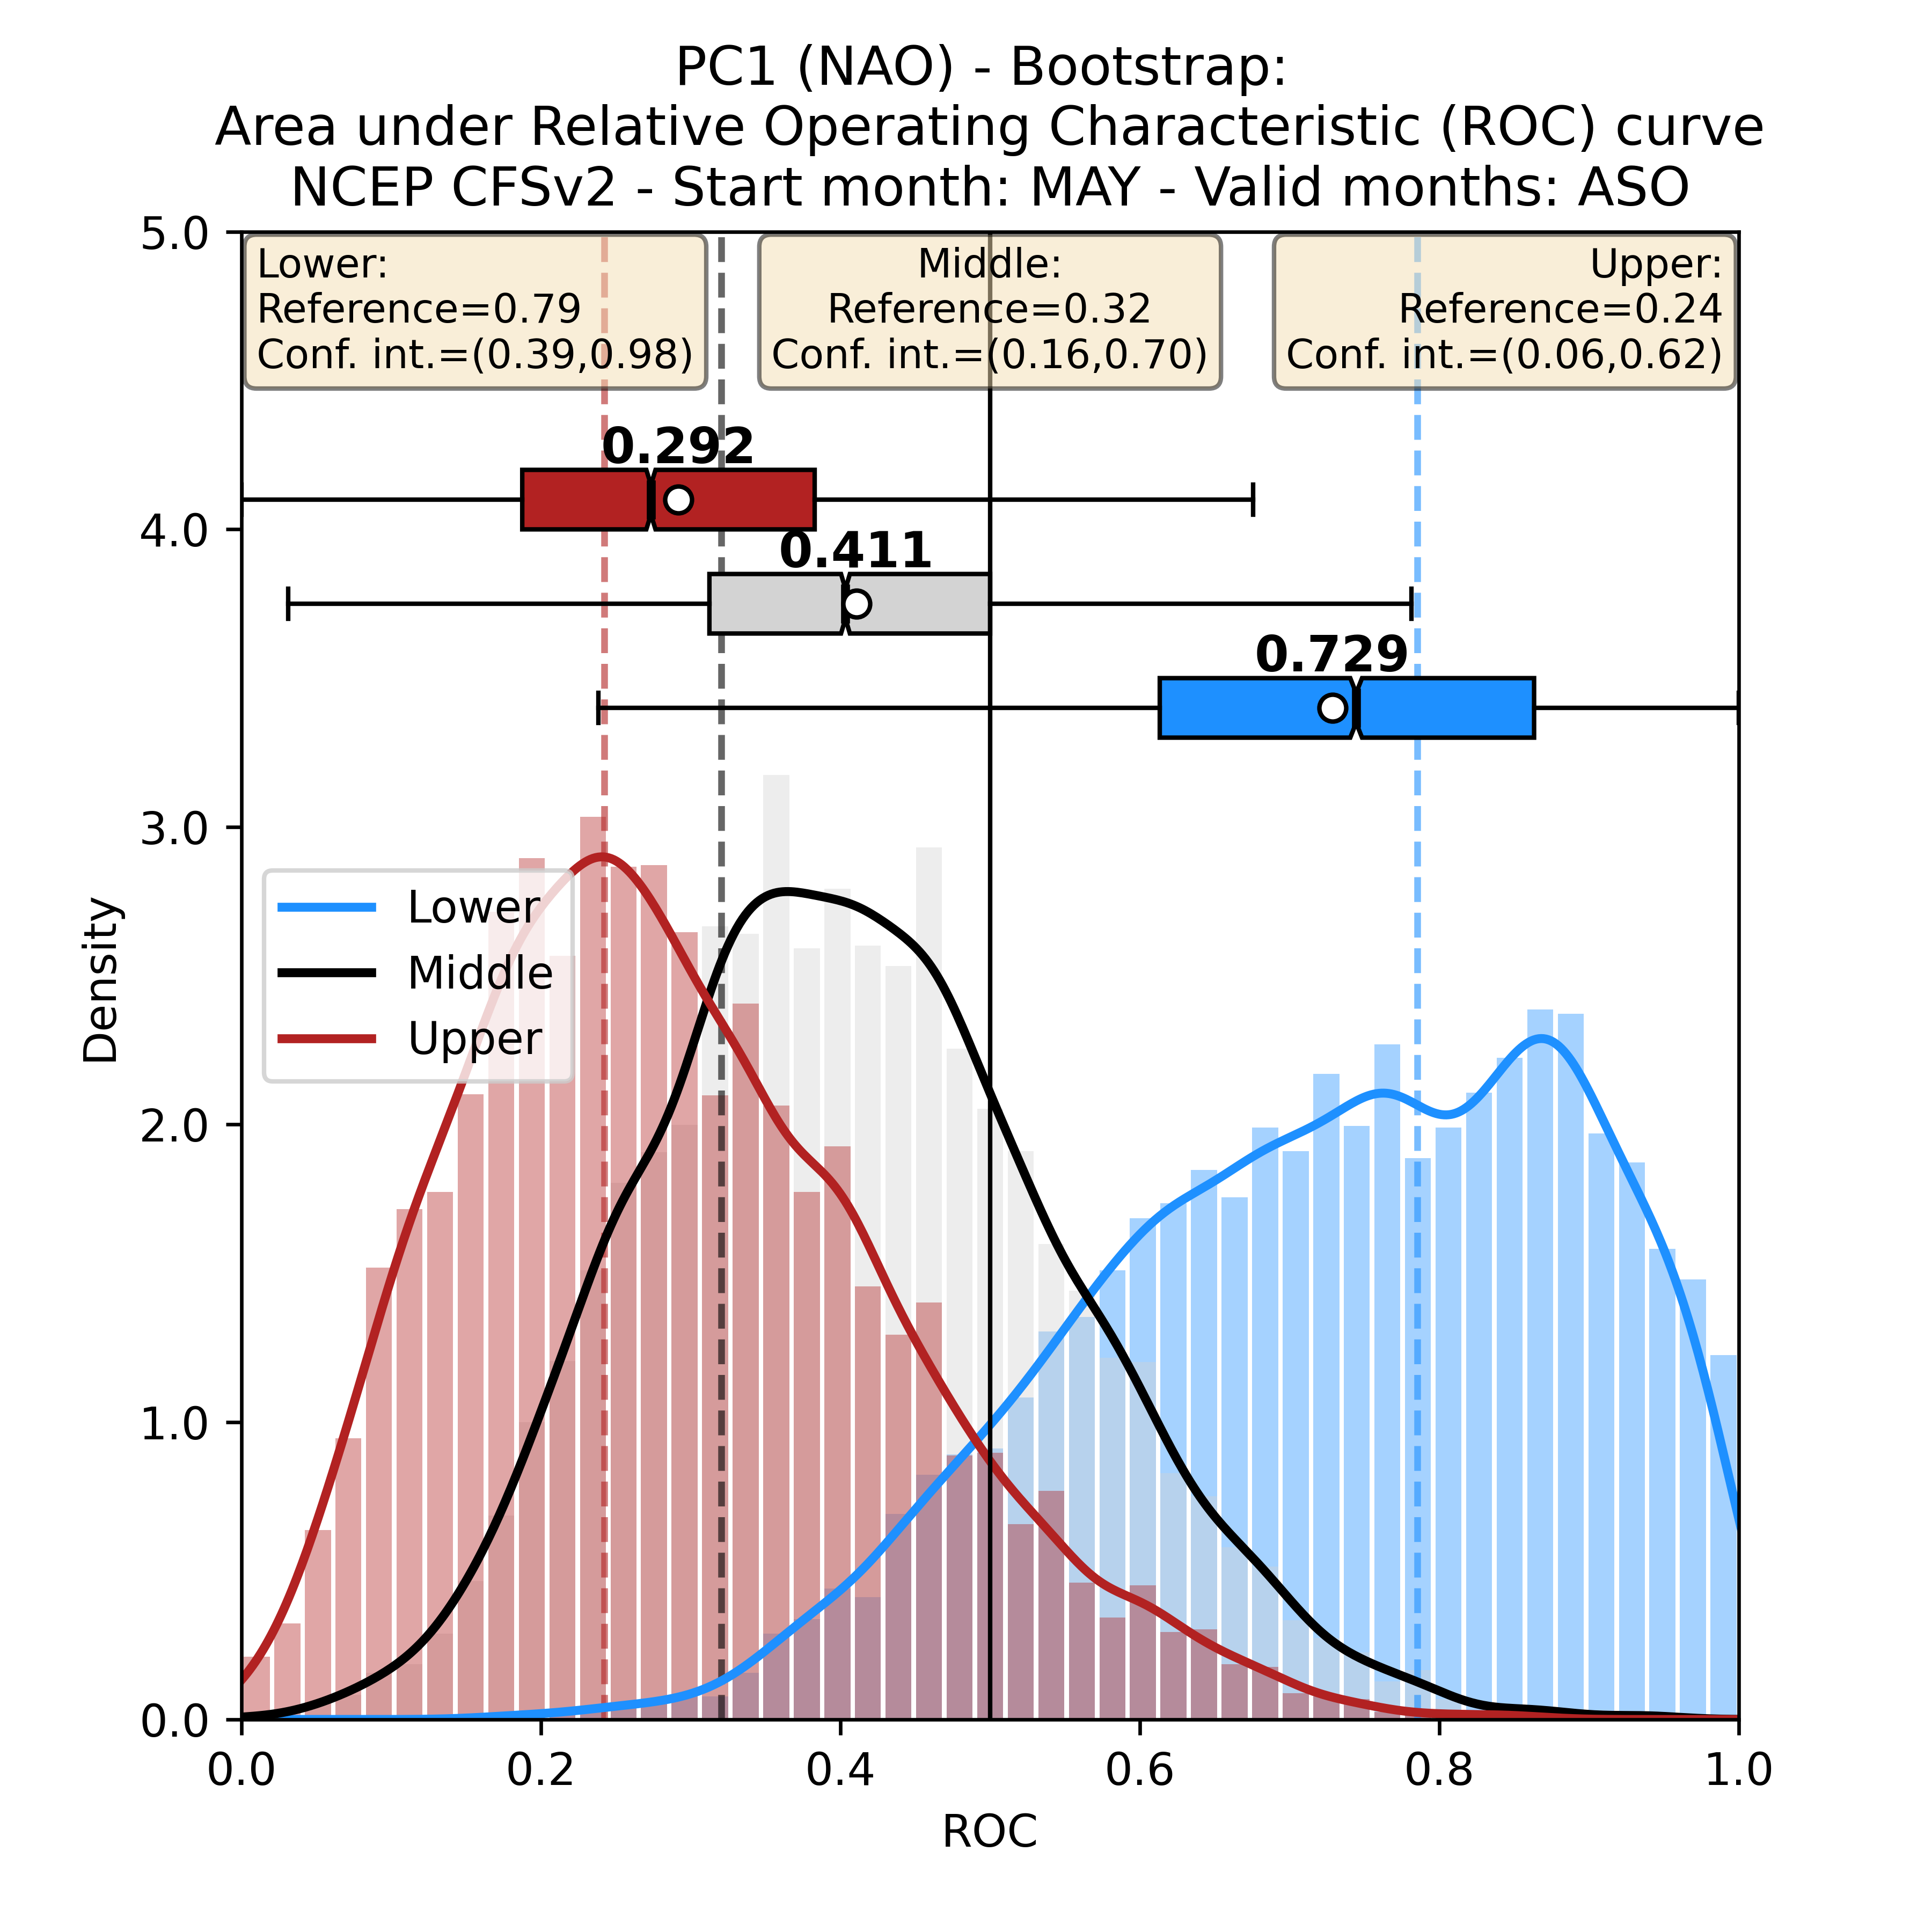 PC1 (NAO) - Bootstrap:
Area under Relative Operating Characteristic (ROC) curve
NCEP CFSv2 - Start month: MAY - Valid months: ASO
Lower:
Reference=0.79
Conf. int.=(0.39,0.98)
Middle:
Reference=0.32
Conf. int.=(0.16,0.70)
Upper:
Reference=0.24
Conf. int.=(0.06,0.62)
0.292
0.411
0.729
Lower
Middle
Upper
Density
5.0
4.0
3.0
2.0
1.0
0.0
0.0 0.2 0.4 0.6 0.8 1.0
ROC